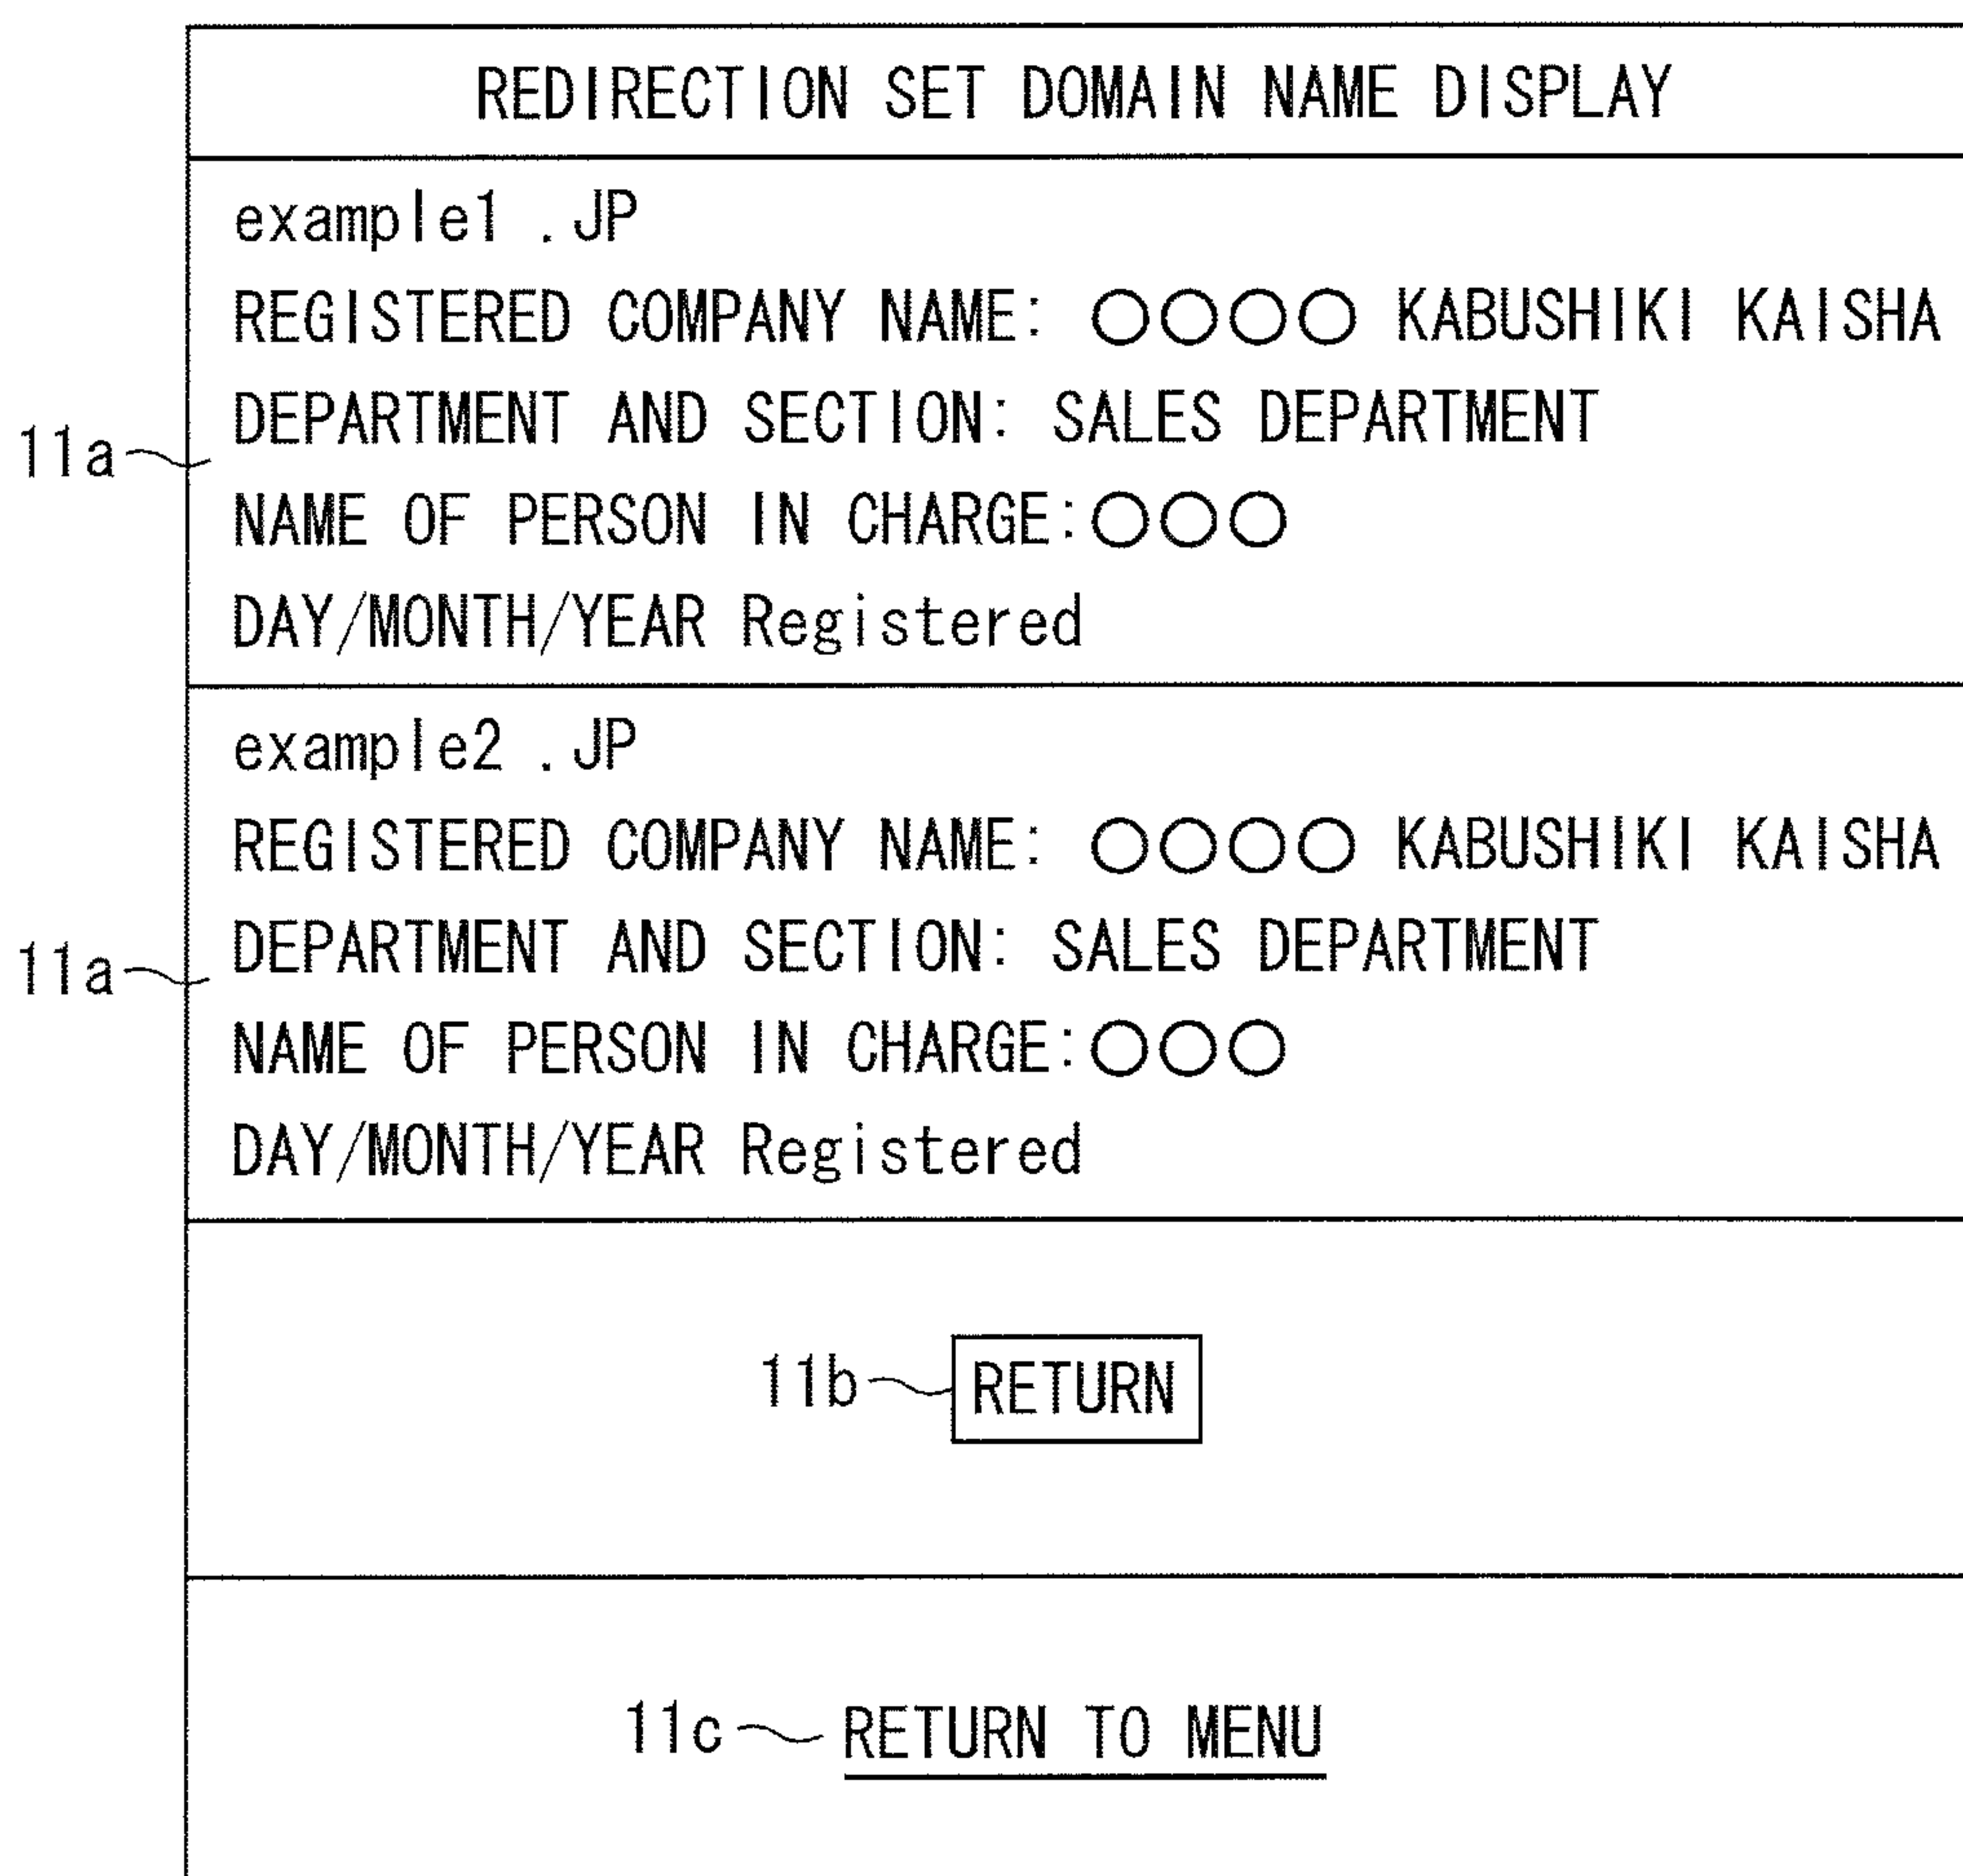 REDIRECTION SET DOMAIN NAME DISPLAY
example1 .JP
REGISTERED COMPANY NAME: ○○○○ KABUSHIKI KAISHA
DEPARTMENT AND SECTION: SALES DEPARTMENT
11a
NAME OF PERSON IN CHARGE:○○○
DAY/MONTH/YEAR Registered
example2 .JP
REGISTERED COMPANY NAME: ○○○○ KABUSHIKI KAISHA
DEPARTMENT AND SECTION: SALES DEPARTMENT
11a
NAME OF PERSON IN CHARGE:○○○
DAY/MONTH/YEAR Registered
11b RETURN
11c RETURN TO MENU